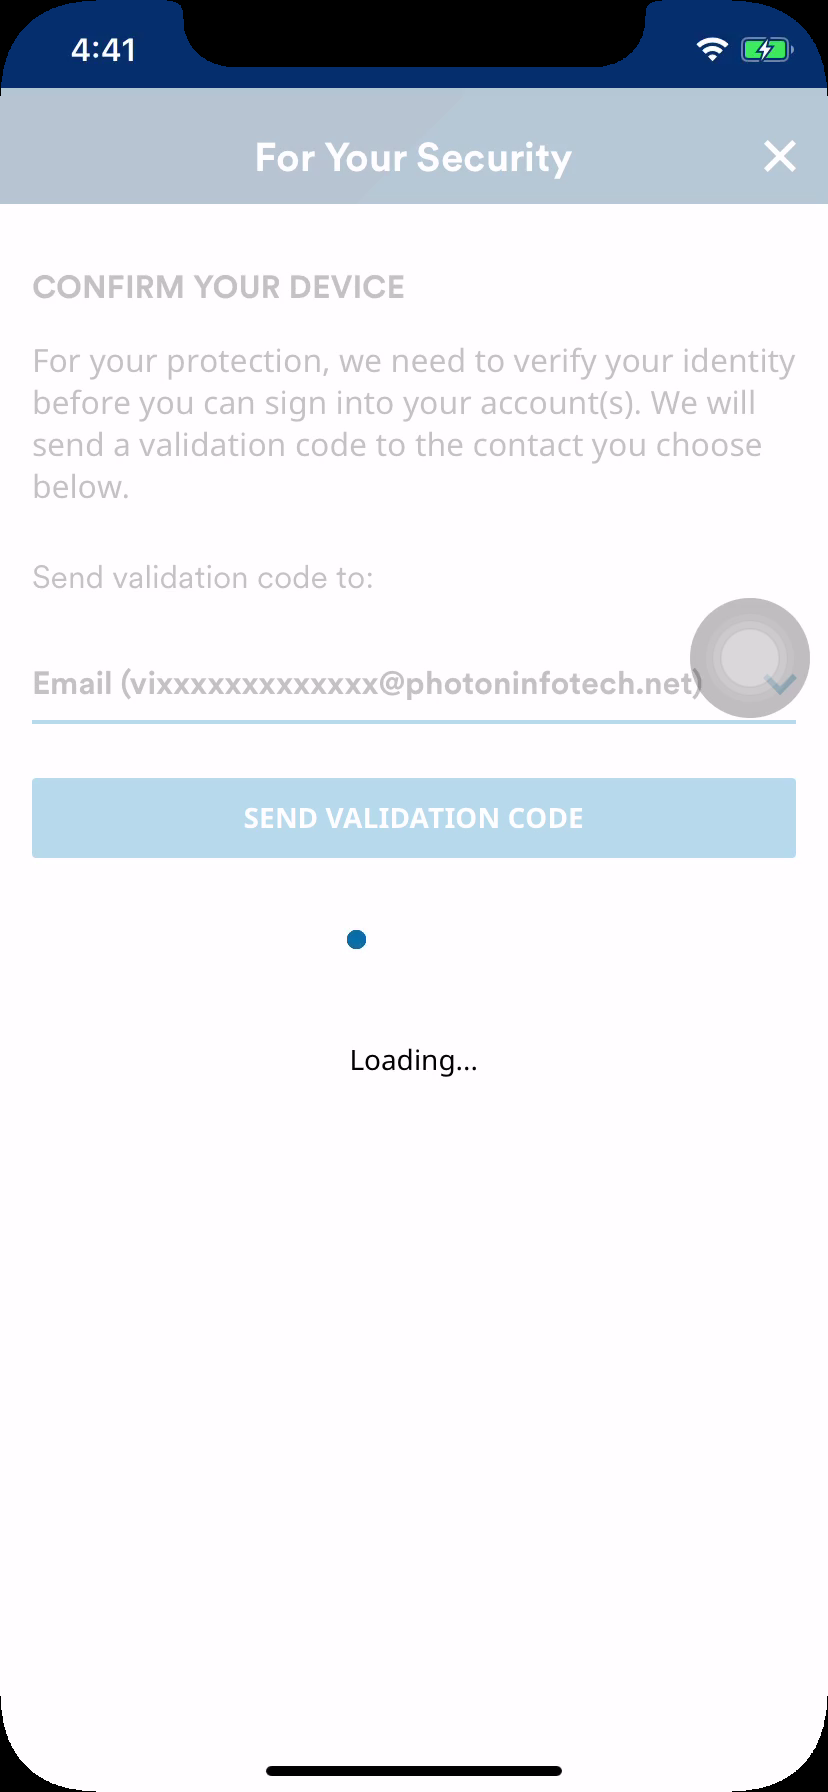 4:41
For Your Security
CONFIRM YOUR DEVICE
For your protection, we need to verify your identity
before you can sign into your account(s). We will
send a validation code to the contact you choose
below.
Send validation code to:
Email (vixxxxxxxxxxxxxx@photoninfotech.net)
SEND VALIDATION CODE
Loading...